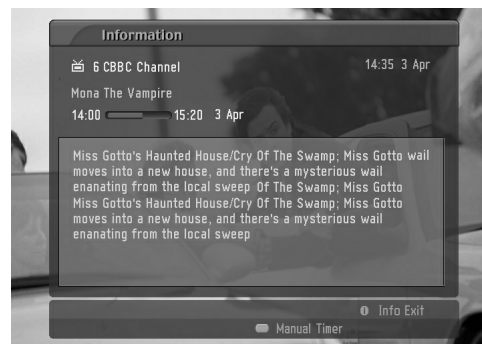 Information
6 CBBC Channel 14:35 3 Apr
Mona The Vampire
14:00 15:20 3 Apr
Miss Gotto's Haunted House/Cry Of The Swamp; Miss Gotto wail
moves into a new house, and there's a mysterious wail
enanating from the local sweep Of The Swamp; Miss Gotto
Miss Gotto's Haunted House/Cry Of The Swamp; Miss Gotto
moves into a new house, and there's a mysterious wail
enanating from the local sweep
Info Exit
Manual Timer